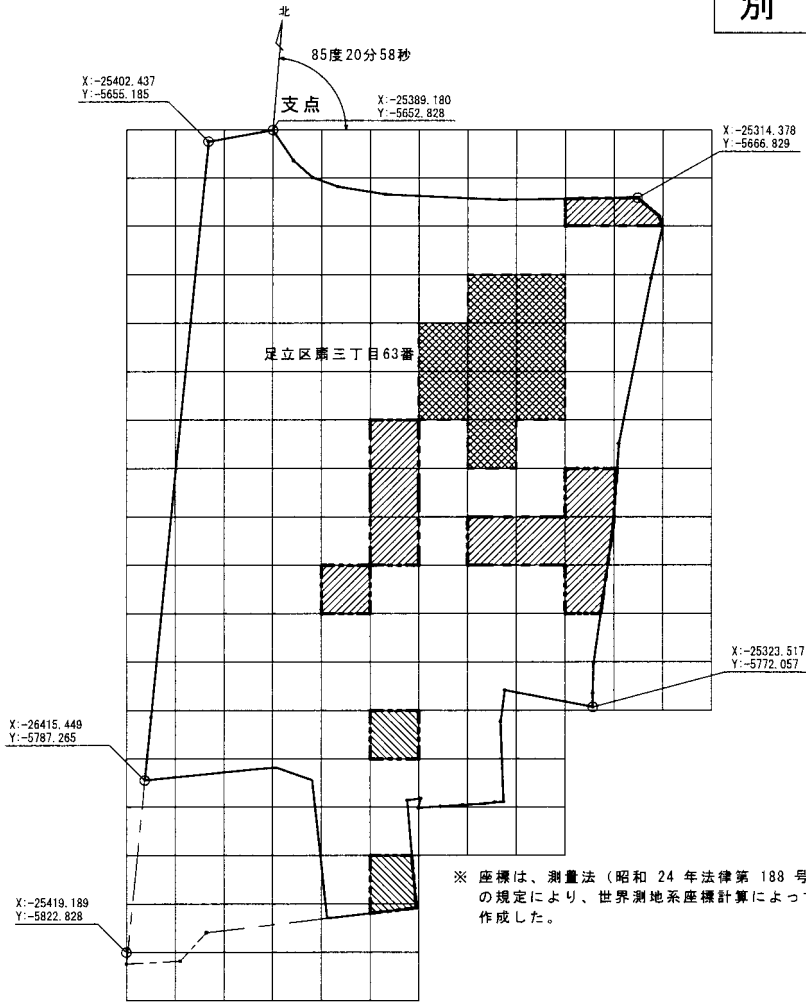 別
北
85度20分58秒
X:-25402.437
Y:-5655.185
支点
X:-25389.180
Y:-5652.828
X:-25314.378
Y:-5666.829
足立区扇三丁目63番
X:-25323.517
Y:-5772.057
X:-26415.449
Y:-5787.265
※ 座標は、測量法（昭和 24 年法律第 188 号
の規定により、世界測地系座標計算によって
作成した。
X:-25419.189
Y:-5822.828